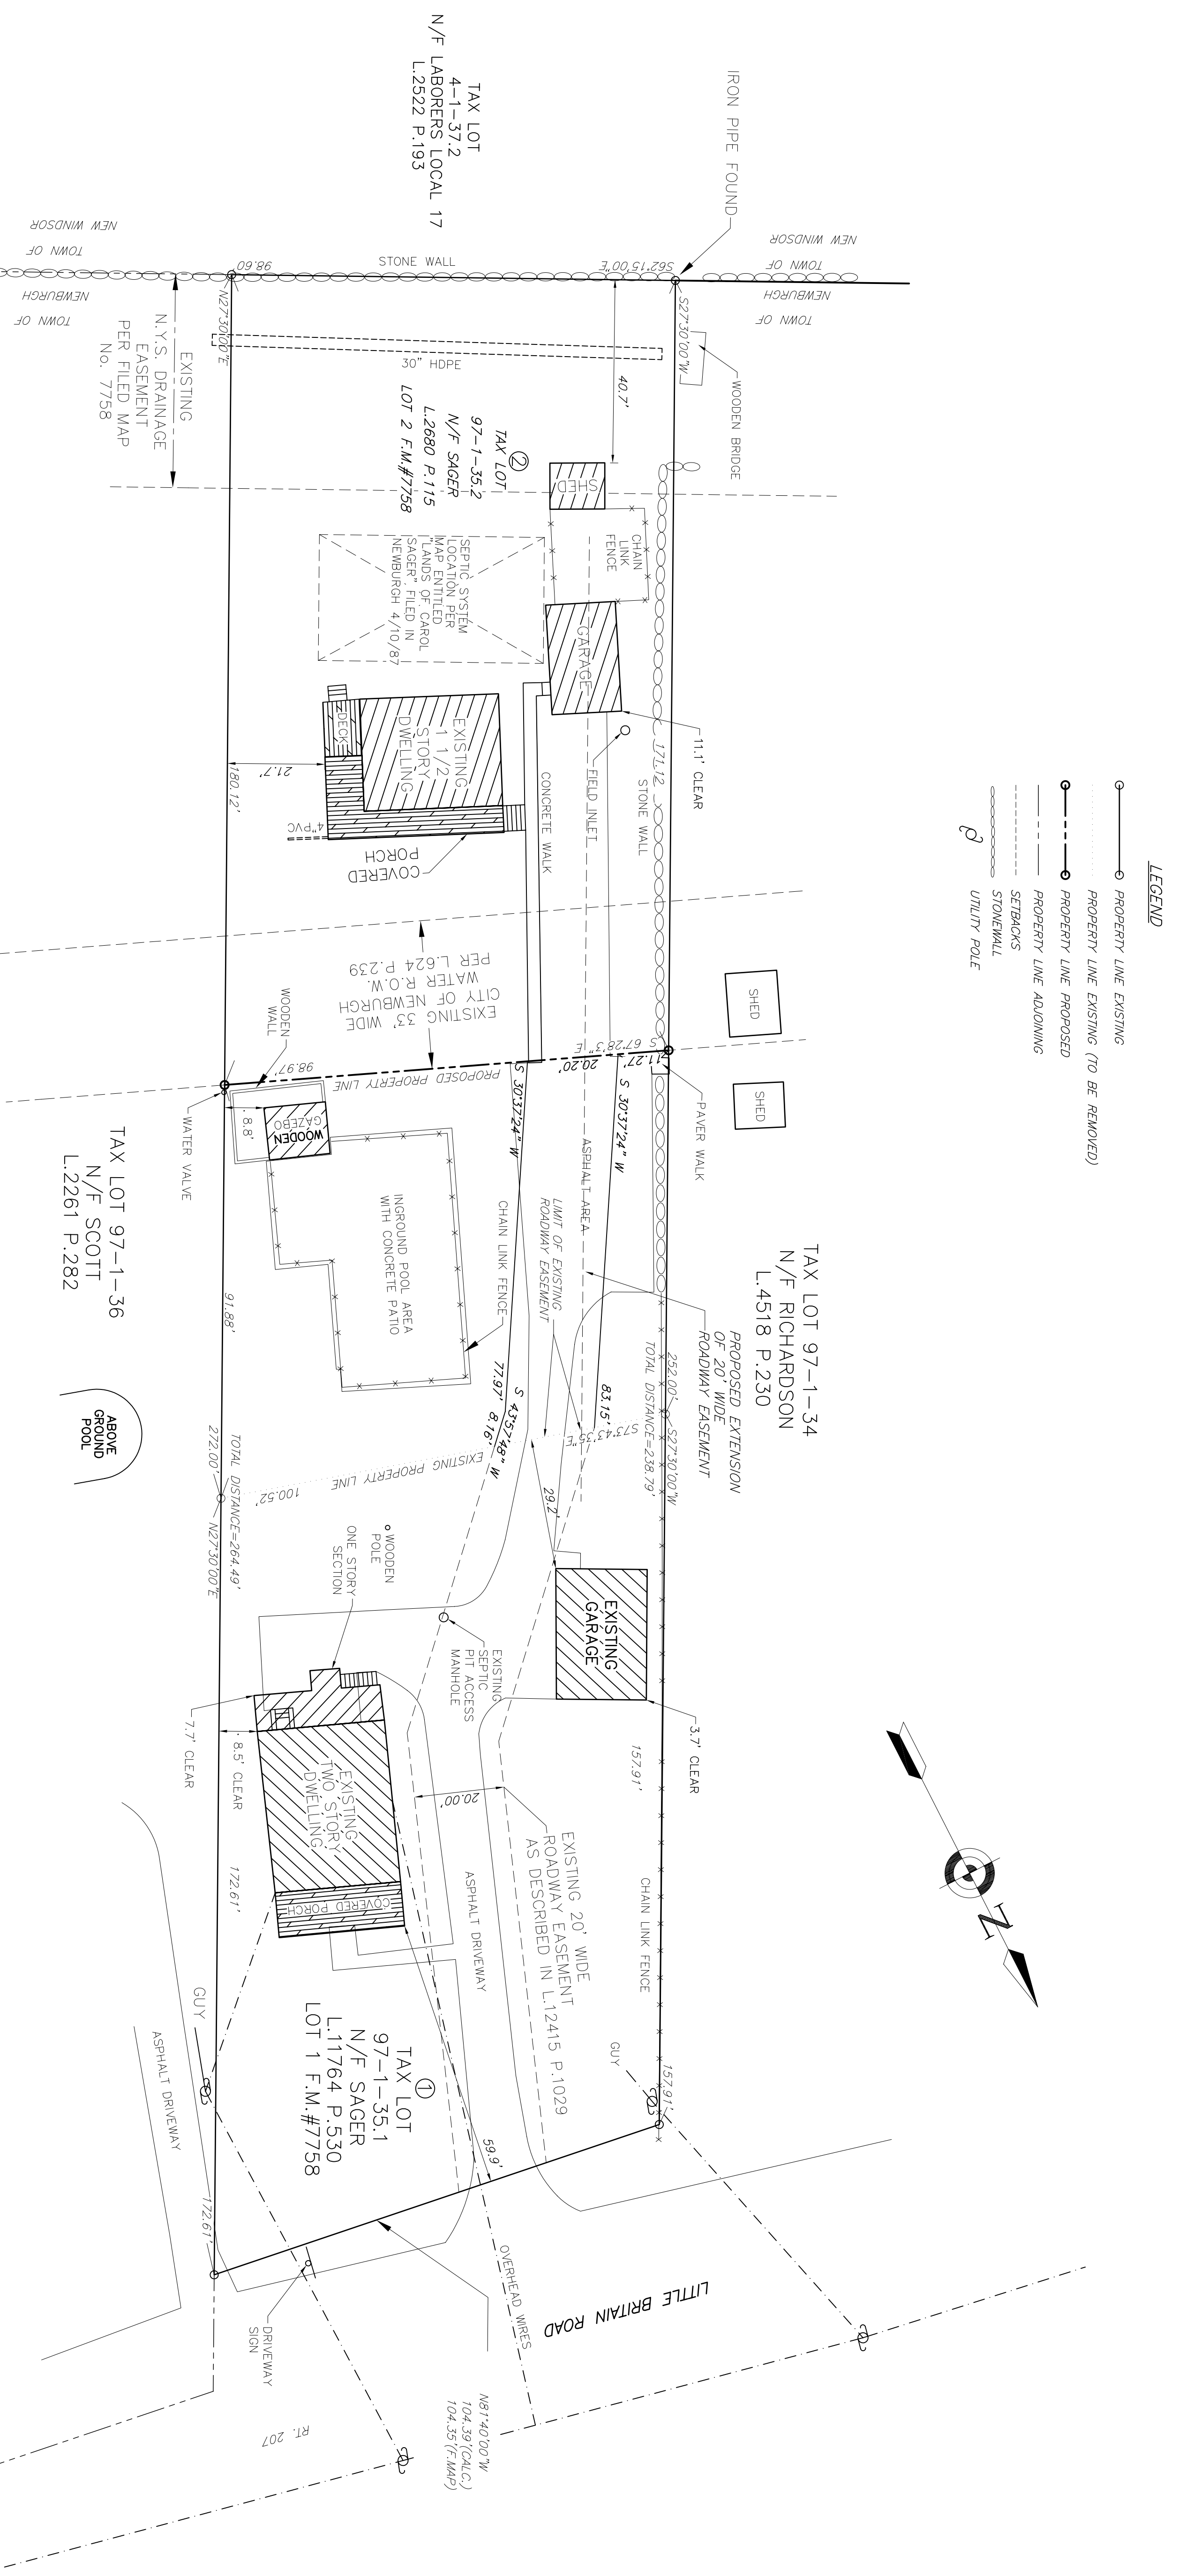 LEGEND
PROPERTY LINE EXISTING
PROPERTY LINE EXISTING (TO BE REMOVED)
PROPERTY LINE PROPOSED
PROPERTY LINE ADJOINING
SETBACKS
STONEWALL
UTILITY POLE
TAX LOT
4-1-37.2
N/F LABORERS LOCAL 17
L.2522 P.193
IRON PIPE FOUND
TOWN OF
NEW WINDSOR
TOWN OF
NEWBURGH
TOWN OF
NEW WINDSOR
TOWN OF
NEWBURGH
STONE WALL
98.60
S62°15'00"E
N27°30'00"E
S27°30'00"W
EXISTING
N.Y.S. DRAINAGE
EASEMENT
PER FILED MAP
No. 7758
30" HDPE
40.7'
WOODEN BRIDGE
2
TAX LOT
97-1-35.2
N/F SAGER
L.2680 P.115
LOT 2 F.M.#7758
SHED
CHAIN
LINK
FENCE
SEPTIC SYSTEM
LOCATION PER
MAP ENTITLED
"LANDS OF CAROL
SAGER" FILED IN
NEWBURGH 4/10/87
GARAGE
11.1' CLEAR
171.12
STONE WALL
FIELD INLET
CONCRETE WALK
EXISTING
1 1/2
STORY
DWELLING
DECK
21.7'
180.12'
4"PVC
COVERED
PORCH
EXISTING 33' WIDE
CITY OF NEWBURGH
WATER R.O.W.
PER L.624 P.239
WOODEN
WALL
98.97'
PROPOSED PROPERTY LINE
S 67°28'3"E
20.20'
11.27'
SHED
SHED
PAVER WALK
WATER VALVE
8.8'
WOODEN
GAZEBO
S 30°37'24" W
S 30°37'24" W
ASPHALT AREA
INGROUND POOL AREA
WITH CONCRETE PATIO
CHAIN LINK FENCE
LIMIT OF EXISTING
ROADWAY EASEMENT
TAX LOT 97-1-34
N/F RICHARDSON
L.4518 P.230
TAX LOT 97-1-36
N/F SCOTT
L.2261 P.282
PROPOSED EXTENSION
OF 20' WIDE
ROADWAY EASEMENT
252.00'
S27°30'00"W
TOTAL DISTANCE=238.79'
83.15'
77.97'
S 43°57'48" W
8.16'
S73°43'35"E
EXISTING PROPERTY LINE
100.52'
91.88'
TOTAL DISTANCE=264.49'
272.00'
N27°30'00"E
ABOVE
GROUND
POOL
29.2'
WOODEN
POLE
ONE STORY
SECTION
EXISTING
SEPTIC
PIT ACCESS
MANHOLE
EXISTING
GARAGE
3.7' CLEAR
157.91'
7.7' CLEAR
8.5' CLEAR
172.61'
EXISTING
TWO STORY
DWELLING
COVERED PORCH
20.00'
EXISTING 20' WIDE
ROADWAY EASEMENT
AS DESCRIBED IN L.12415 P.1029
ASPHALT DRIVEWAY
CHAIN LINK FENCE
N
GUY
GUY
157.91'
1
TAX LOT
97-1-35.1
N/F SAGER
L.11764 P.530
LOT 1 F.M.#7758
59.9'
ASPHALT DRIVEWAY
172.61'
DRIVEWAY
SIGN
OVERHEAD WIRES
LITTLE BRITAIN ROAD
RT. 207
N81°40'00"W
104.39'(CALC.)
104.35'(F.MAP)